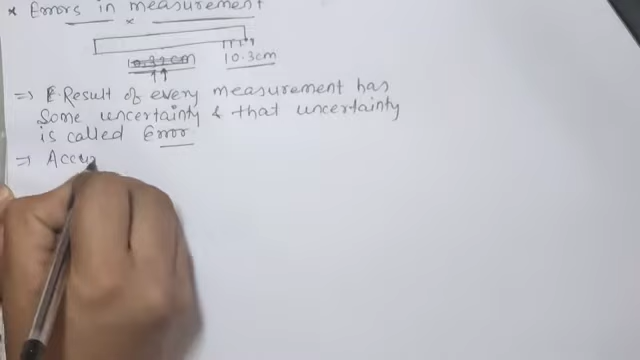 * Errors in measurement
10.3cm
⇒ Result of every measurement has
Some uncertainty & that uncertainty
is called Error
⇒ Accu